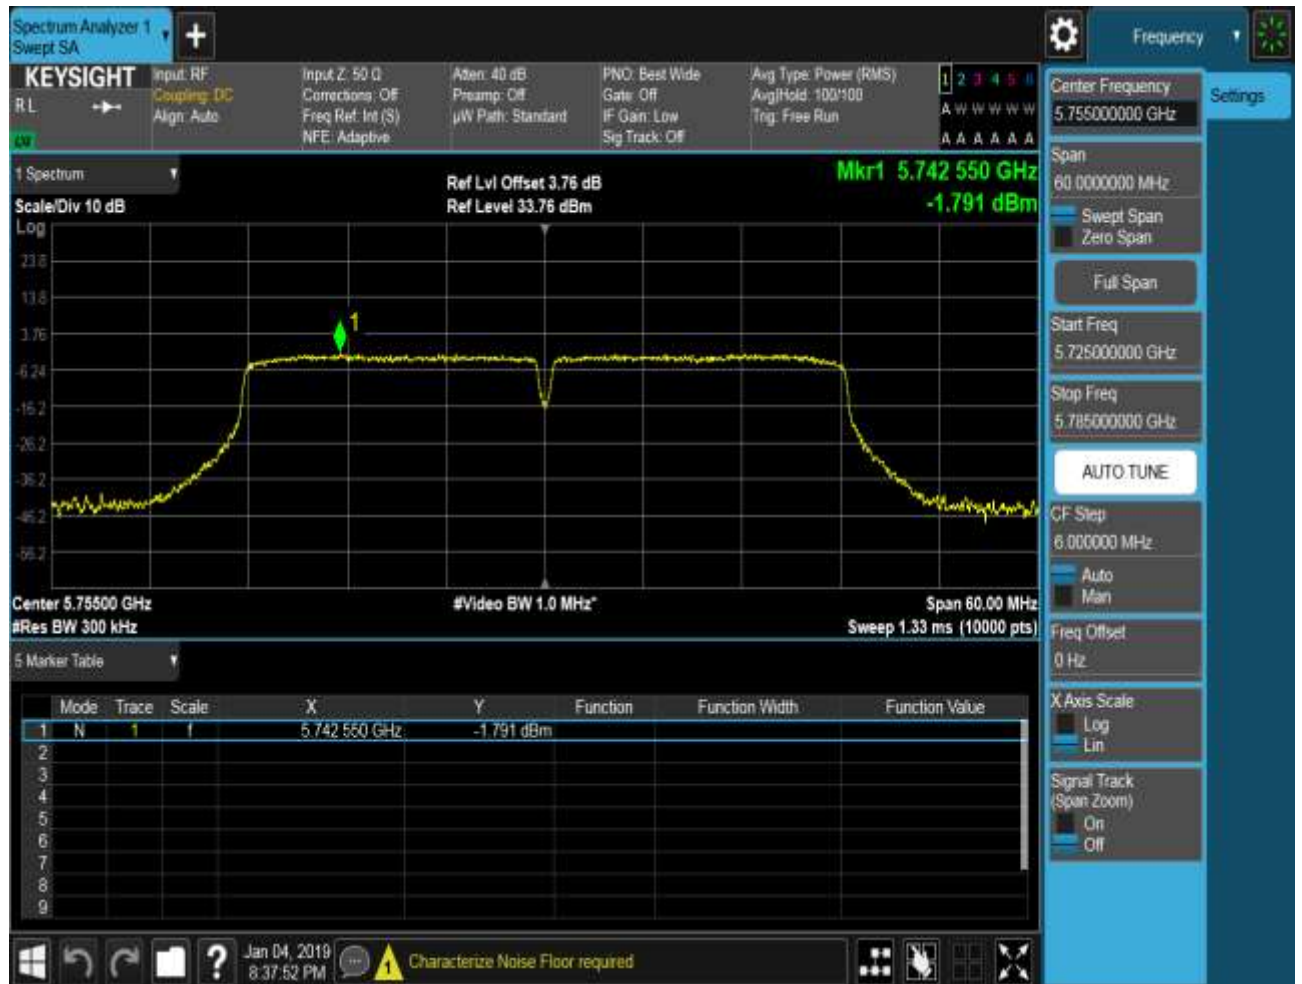 Spectrum Analyzer 1
Swept SA
Frequency
KEYSIGHT
RL
Input: RF
Coupling: DC
Align: Auto
Input Z: 50 Ω
Corrections: Off
Freq Ref: Int (S)
NFE: Adaptive
Atten: 40 dB
Preamp: Off
µW Path: Standard
PNO: Best Wide
Gate: Off
IF Gain: Low
Sig Track: Off
Avg Type: Power (RMS)
Avg|Hold: 100/100
Trig: Free Run
1 2 3 4 5 6
A W W W W W
A A A A A A
Center Frequency
5.755000000 GHz
Settings
Span
60.0000000 MHz
Swept Span
Zero Span
Full Span
Start Freq
5.725000000 GHz
Stop Freq
5.785000000 GHz
AUTO TUNE
CF Step
6.000000 MHz
Auto
Man
Freq Offset
0 Hz
X Axis Scale
Log
Lin
Signal Track
(Span Zoom)
On
Off
1 Spectrum
Scale/Div 10 dB
Ref Lvl Offset 3.76 dB
Ref Level 33.76 dBm
Mkr1 5.742 550 GHz
-1.791 dBm
Log
23.8
13.8
3.76
-6.24
-16.2
-26.2
-36.2
-46.2
-56.2
1
Center 5.75500 GHz
#Video BW 1.0 MHz*
Span 60.00 MHz
#Res BW 300 kHz
Sweep 1.33 ms (10000 pts)
5 Marker Table
Mode Trace Scale X Y Function Function Width Function Value
1 N 1 f 5.742 550 GHz -1.791 dBm
2
3
4
5
6
7
8
9
Jan 04, 2019
8:37:52 PM
1
Characterize Noise Floor required